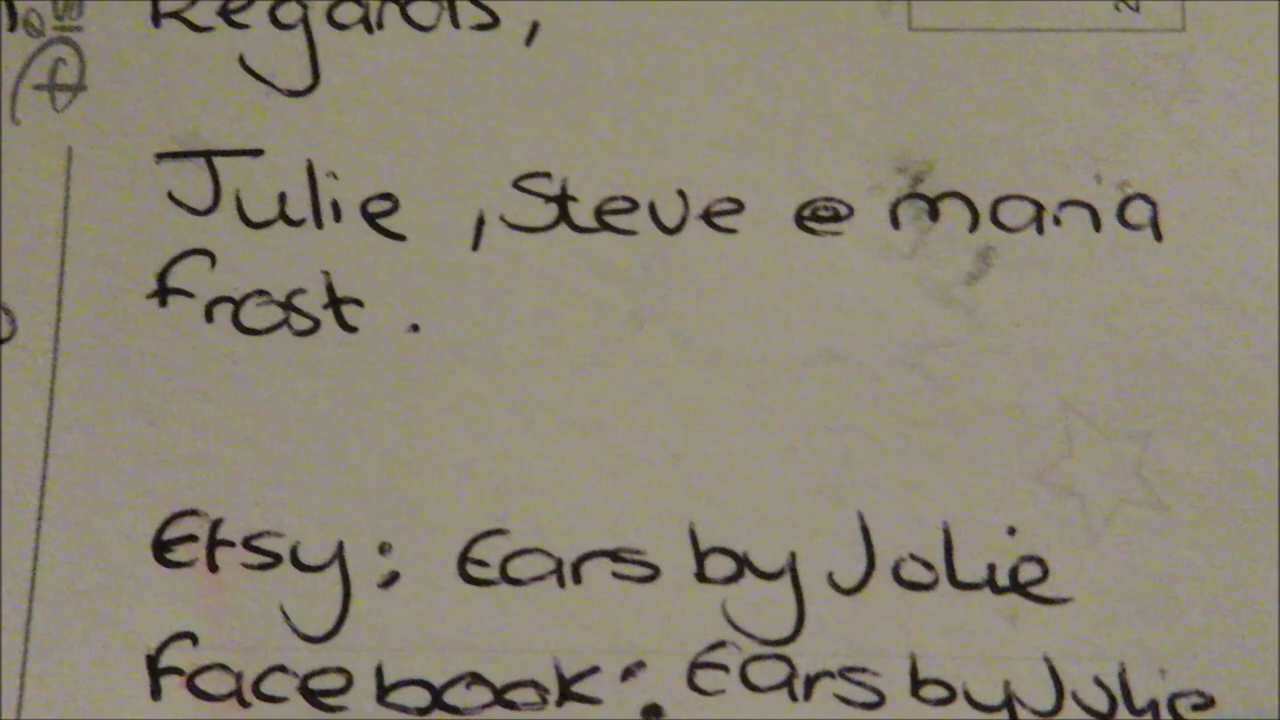 Regards,
Julie , Steve @ mana
frost .
Etsy: Ears by Jolie
facebook: Ears by Julie